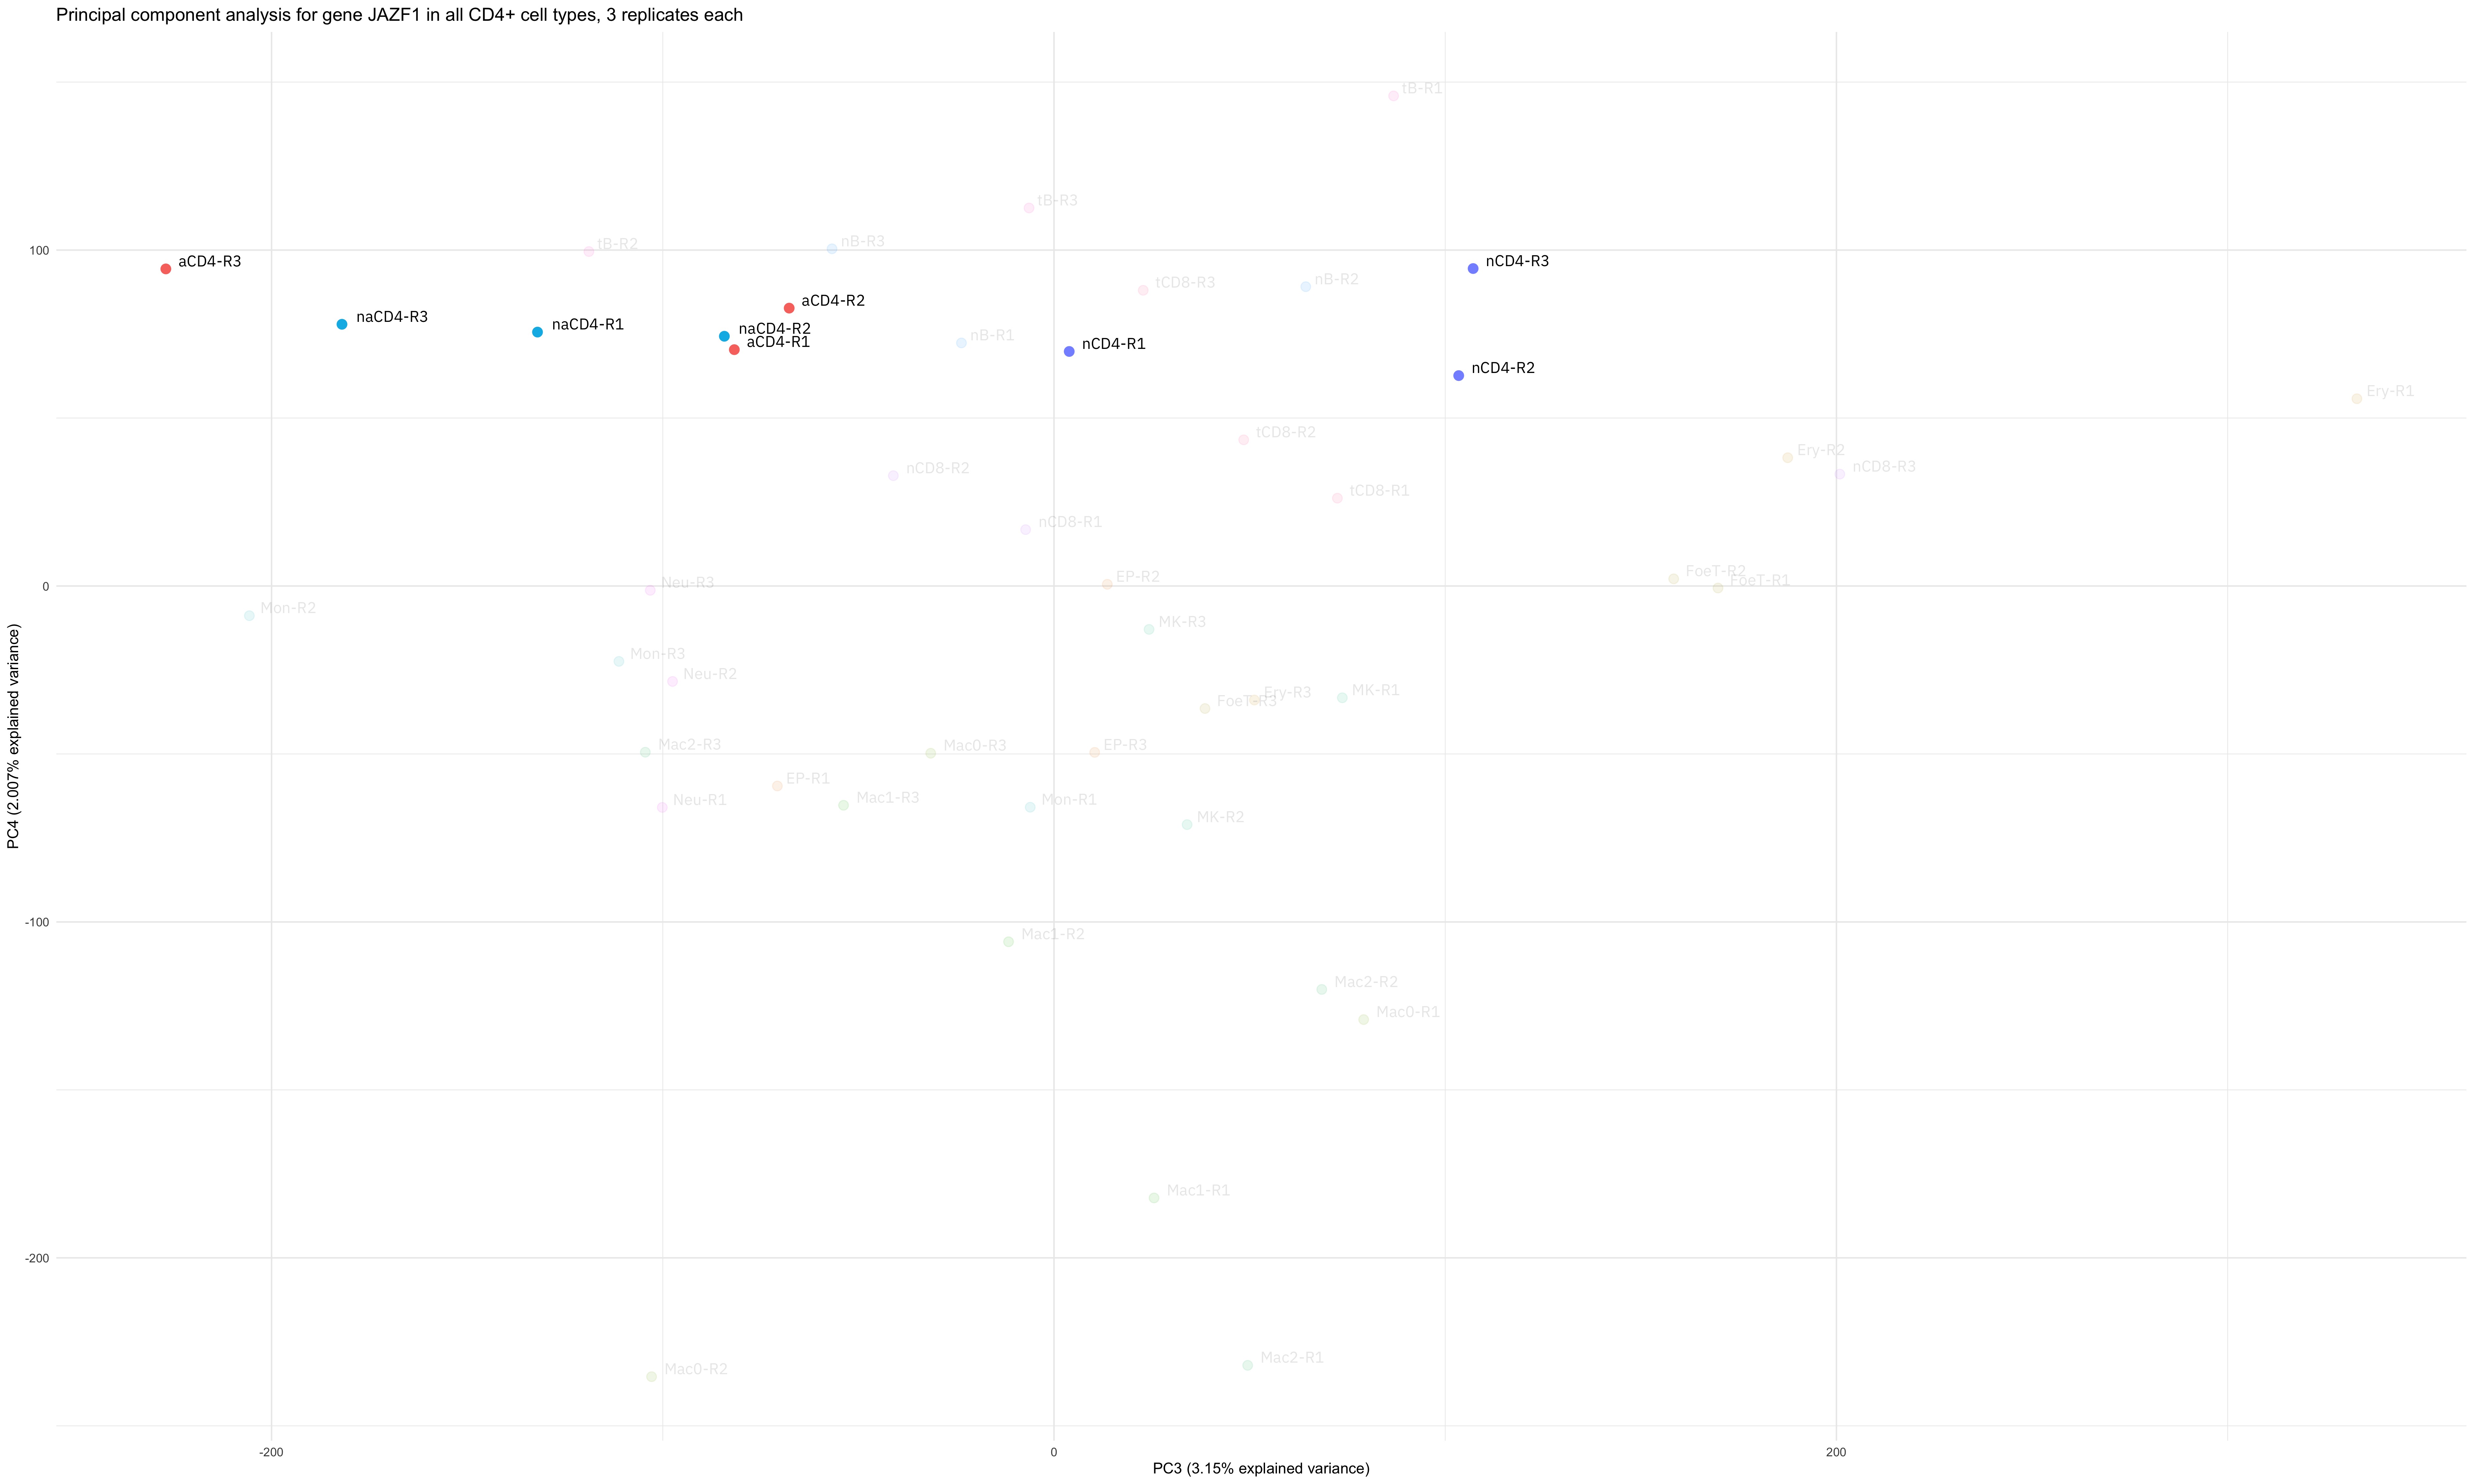 Principal component analysis for gene JAZF1 in all CD4+ cell types, 3 replicates each
tB-R1
tB-R3
tB-R2
nB-R3
100
aCD4-R3
nCD4-R3
tCD8-R3
nB-R2
aCD4-R2
naCD4-R3
naCD4-R1
naCD4-R2
nB-R1
aCD4-R1
nCD4-R1
nCD4-R2
Ery-R1
tCD8-R2
Ery-R2
nCD8-R2
nCD8-R3
tCD8-R1
nCD8-R1
FoeT-R2
EP-R2
FoeT-R1
Neu-R3
0
Mon-R2
MK-R3
Mon-R3
Neu-R2
MK-R1
Ery-R3
FoeT-R3
Mac2-R3
Mac0-R3
EP-R3
EP-R1
Mac1-R3
Neu-R1
Mon-R1
MK-R2
PC4 (2.007% explained variance)
-100
Mac1-R2
Mac2-R2
Mac0-R1
Mac1-R1
-200
Mac2-R1
Mac0-R2
-200
0
200
PC3 (3.15% explained variance)